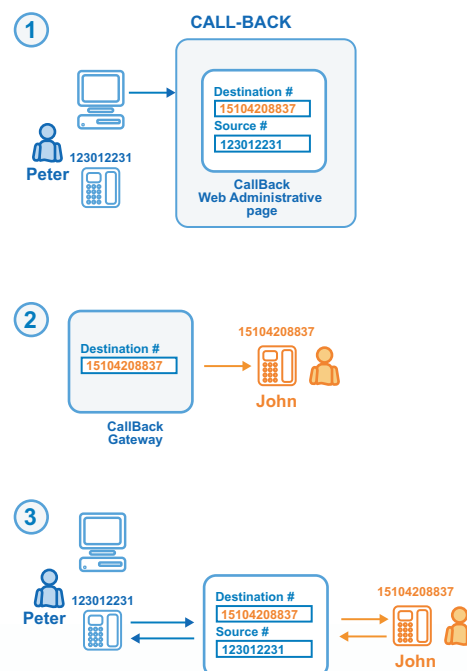 CALL-BACK
1
Destination #
15104208837
Source #
123012231
123012231
Peter
CallBack
Web Administrative
page
2
15104208837
Destination #
15104208837
John
CallBack
Gateway
3
15104208837
Destination #
123012231
15104208837
Peter
Source #
123012231
John